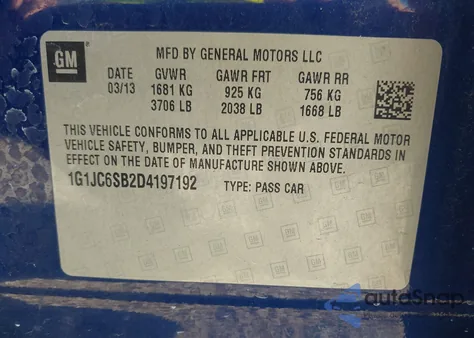 GM
MFD BY GENERAL MOTORS LLC
DATE GVWR GAWR FRT GAWR RR
03/13 1681 KG 925 KG 756 KG
3706 LB 2038 LB 1668 LB
THIS VEHICLE CONFORMS TO ALL APPLICABLE U.S. FEDERAL MOTOR
VEHICLE SAFETY, BUMPER, AND THEFT PREVENTION STANDARDS IN
EFFECT ON THE DATE OF MANUFACTURE SHOWN ABOVE.
1G1JC6SB2D4197192 TYPE: PASS CAR
autoSnap